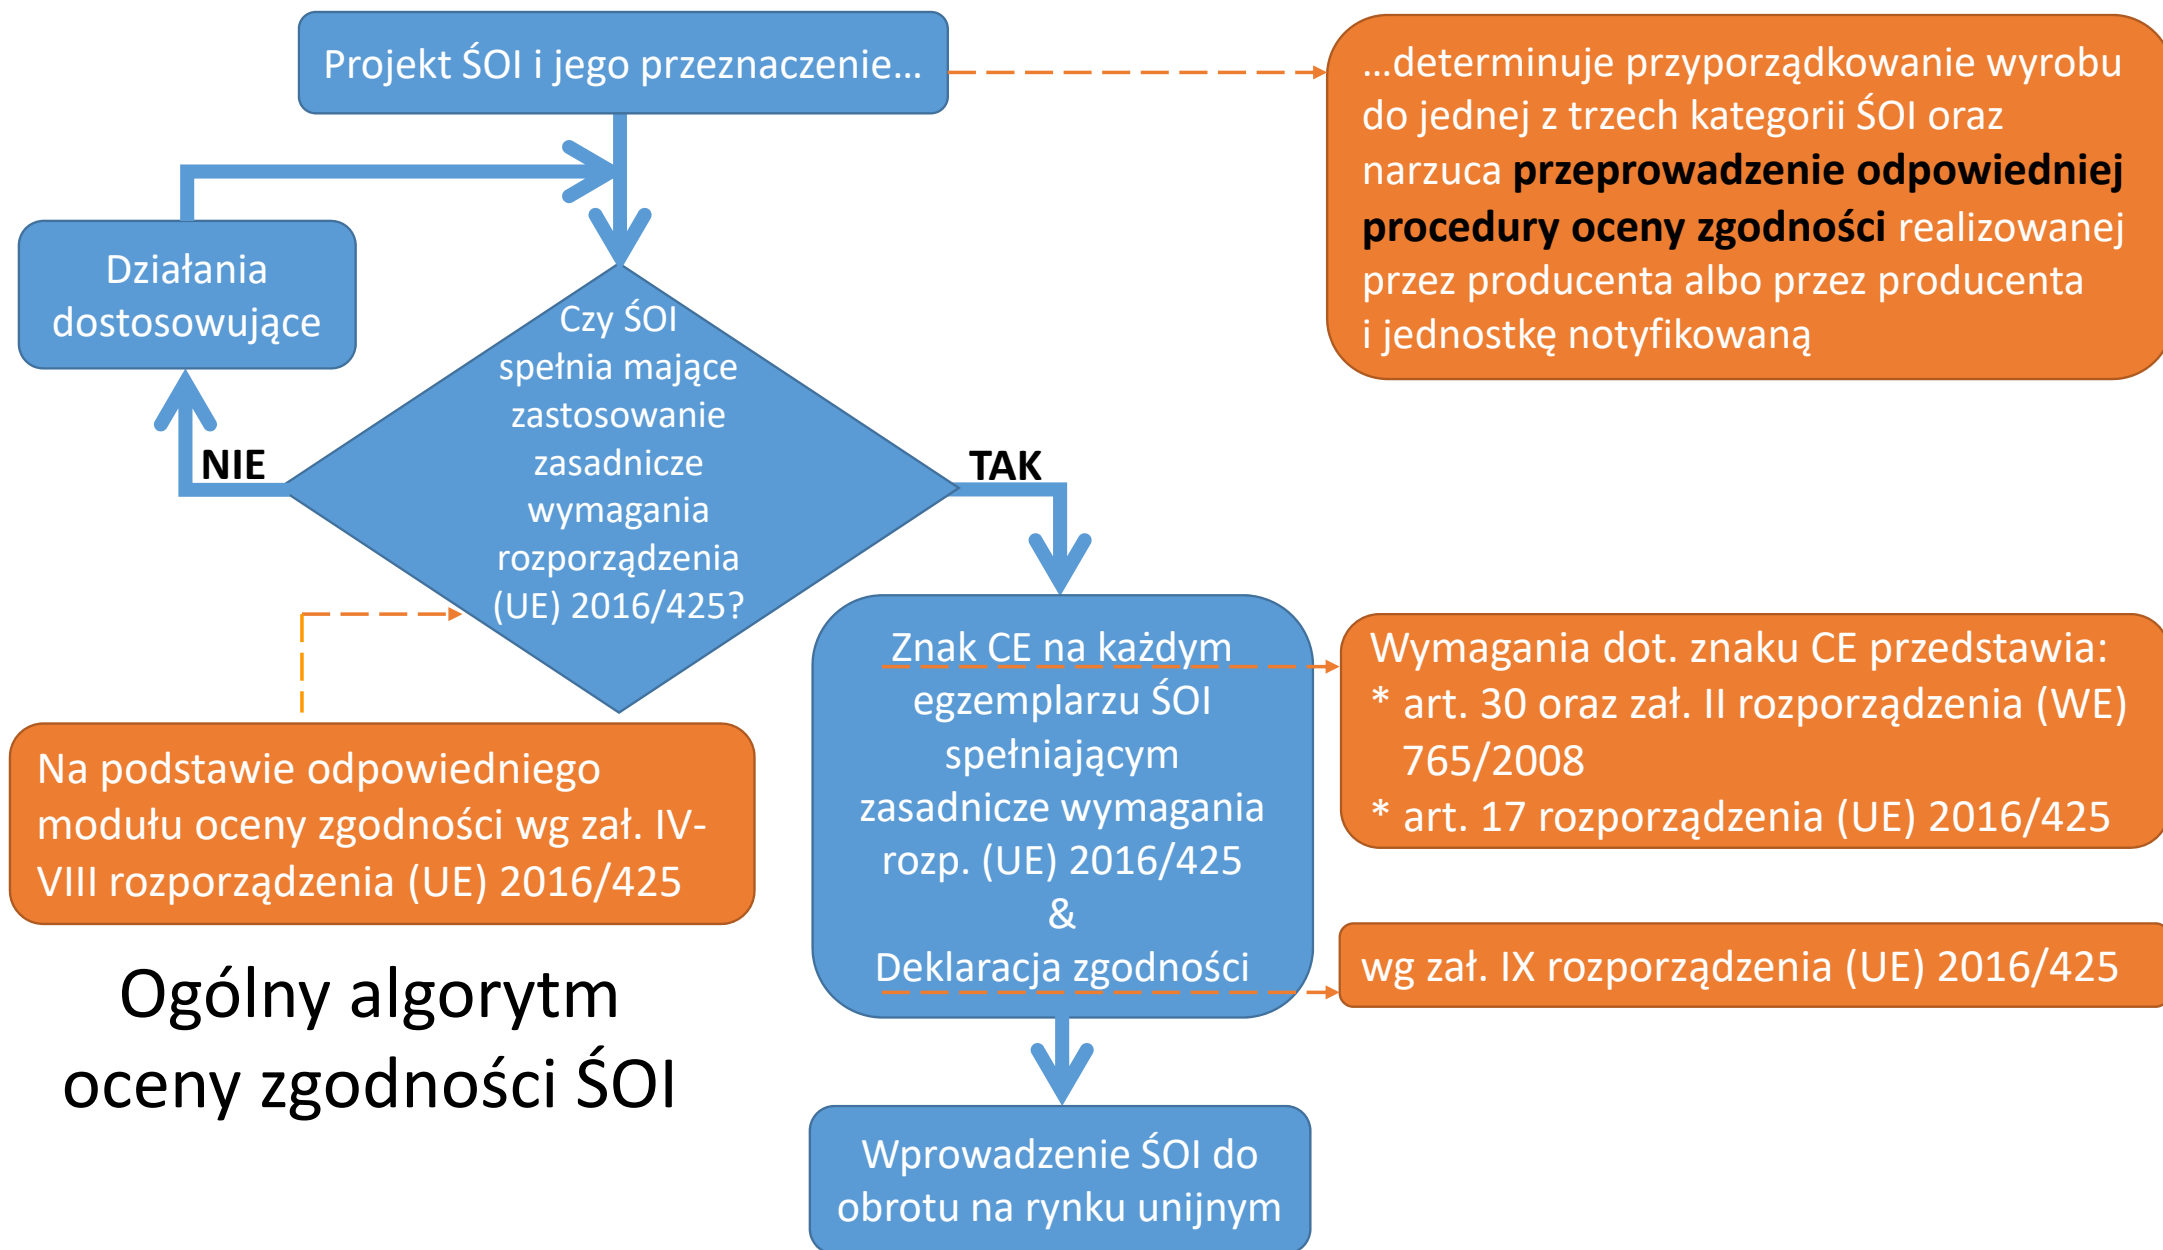 Projekt ŚOI i jego przeznaczenie…
…determinuje przyporządkowanie wyrobu
do jednej z trzech kategorii ŚOI oraz
narzuca przeprowadzenie odpowiedniej
procedury oceny zgodności realizowanej
przez producenta albo przez producenta
i jednostkę notyfikowaną
Działania
dostosowujące
Czy ŚOI
spełnia mające
zastosowanie
zasadnicze
wymagania
rozporządzenia
(UE) 2016/425?
NIE
TAK
Znak CE na każdym
egzemplarzu ŚOI
spełniającym
zasadnicze wymagania
rozp. (UE) 2016/425
&
Deklaracja zgodności
Wymagania dot. znaku CE przedstawia:
* art. 30 oraz zał. II rozporządzenia (WE)
765/2008
* art. 17 rozporządzenia (UE) 2016/425
Na podstawie odpowiedniego
modułu oceny zgodności wg zał. IV-
VIII rozporządzenia (UE) 2016/425
wg zał. IX rozporządzenia (UE) 2016/425
Ogólny algorytm
oceny zgodności ŚOI
Wprowadzenie ŚOI do
obrotu na rynku unijnym